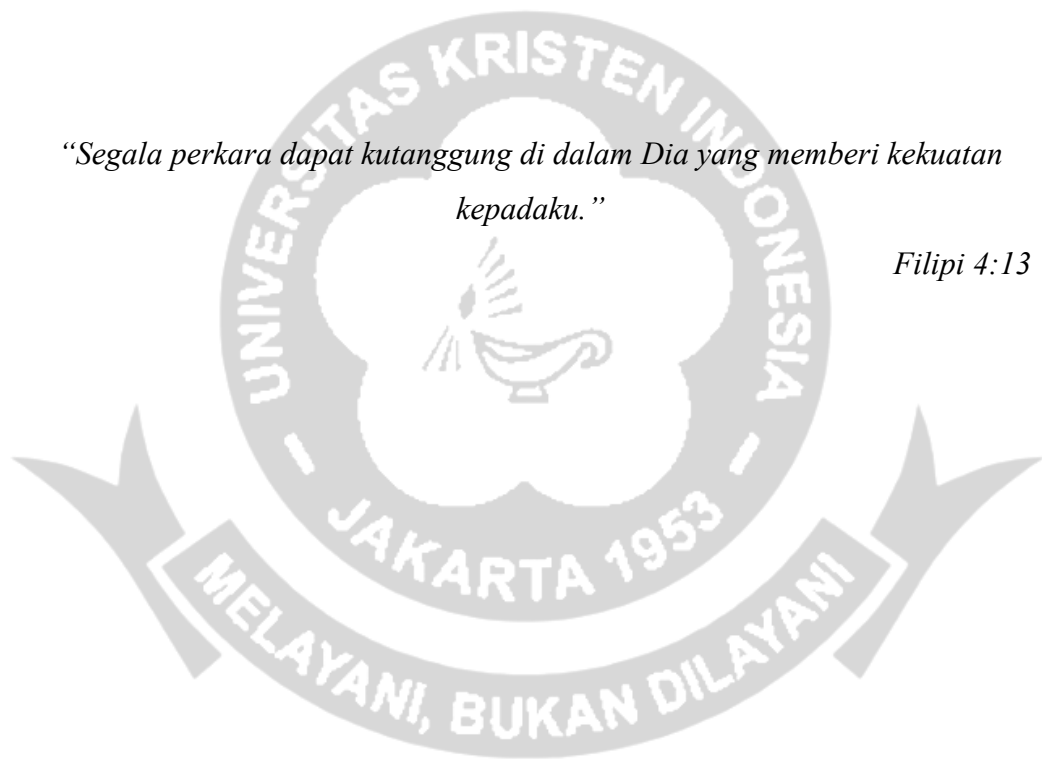 “Segala perkara dapat kutanggung di dalam Dia yang memberi kekuatan
kepadaku.”
Filipi 4:13
UNIVERSITAS KRISTEN INDONESIA
- JAKARTA 1953 -
MELAYANI, BUKAN DILAYANI